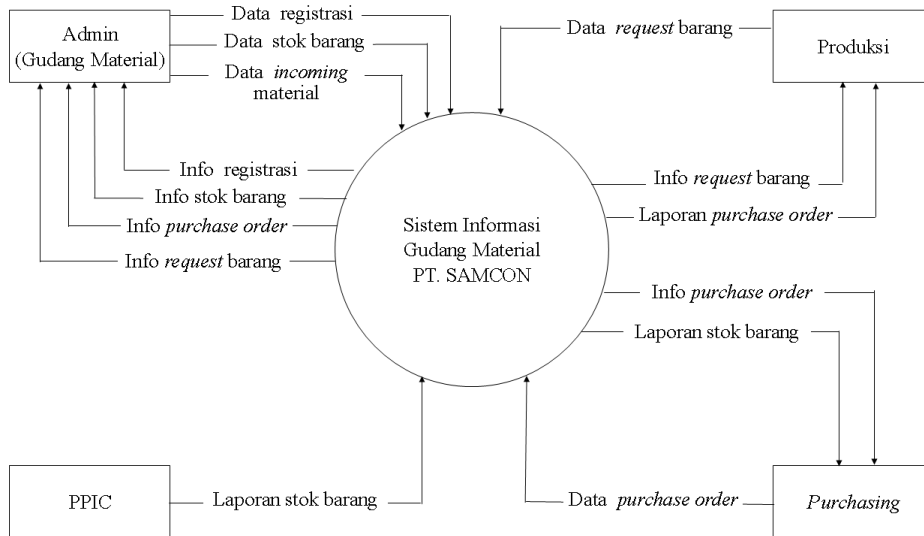 Admin
(Gudang Material)
Data registrasi
Data stok barang
Data incoming
material
Data request barang
Produksi
Info registrasi
Info stok barang
Info purchase order
Info request barang
Sistem Informasi
Gudang Material
PT. SAMCON
Info request barang
Laporan purchase order
Info purchase order
Laporan stok barang
PPIC
Laporan stok barang
Data purchase order
Purchasing